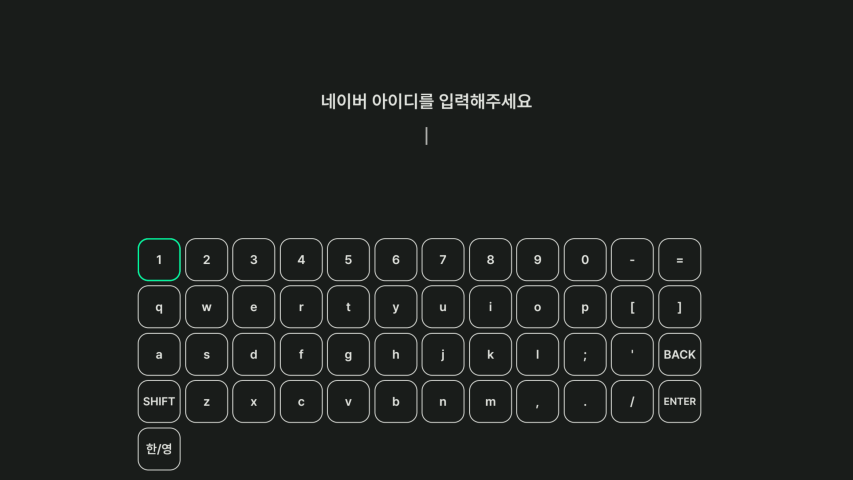 네이버 아이디를 입력해주세요
1 2 3 4 5 6 7 8 9 0 - =
q w e r t y u i o p [ ]
a s d f g h j k l ; ' BACK
SHIFT z x c v b n m , . / ENTER
한/영